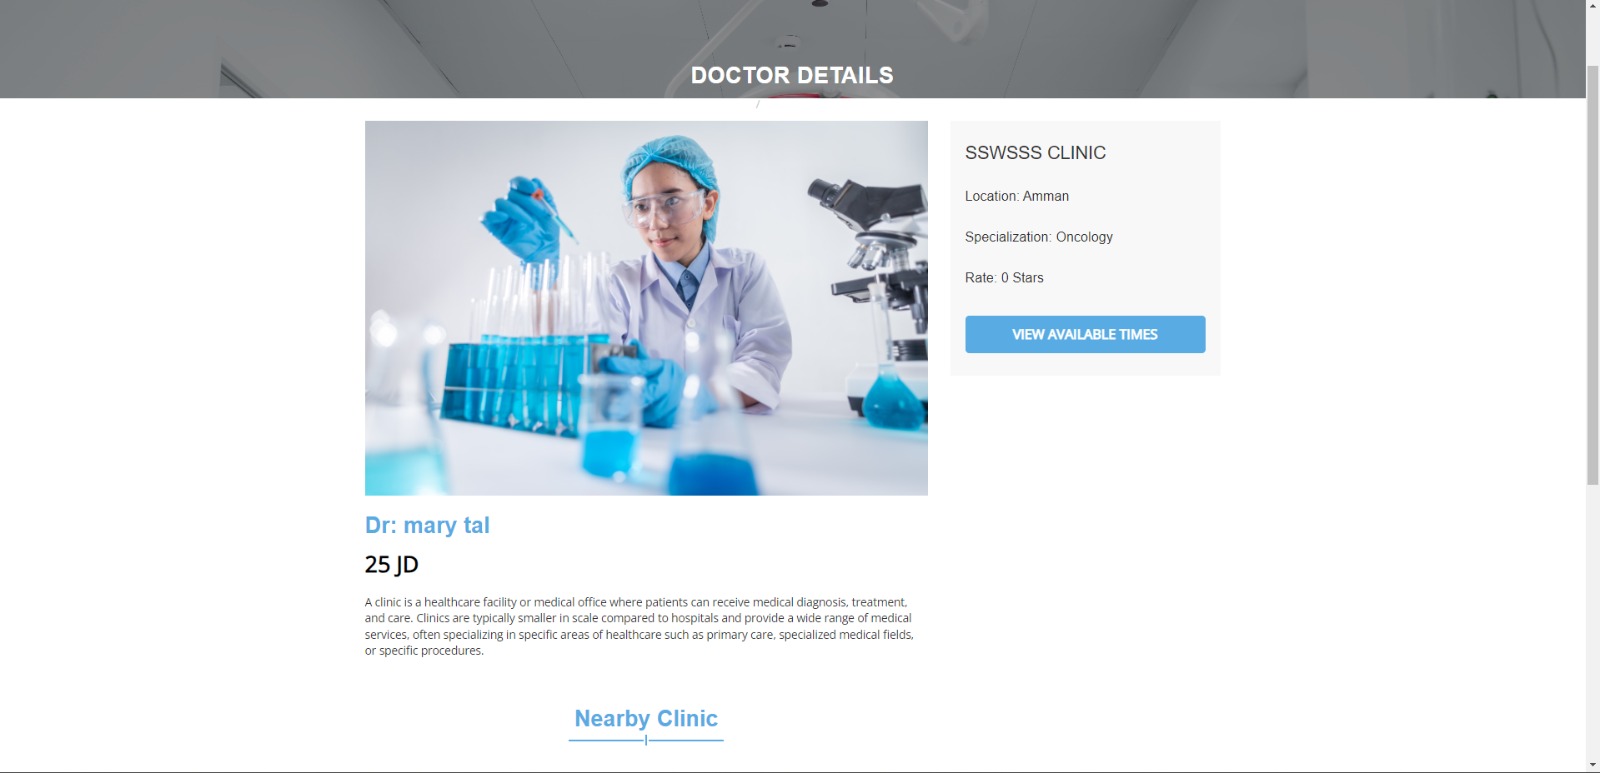 DOCTOR DETAILS
/
SSWSSS CLINIC
Location: Amman
Specialization: Oncology
Rate: 0 Stars
VIEW AVAILABLE TIMES
Dr: mary tal
25 JD
A clinic is a healthcare facility or medical office where patients can receive medical diagnosis, treatment,
and care. Clinics are typically smaller in scale compared to hospitals and provide a wide range of medical
services, often specializing in specific areas of healthcare such as primary care, specialized medical fields,
or specific procedures.
Nearby Clinic